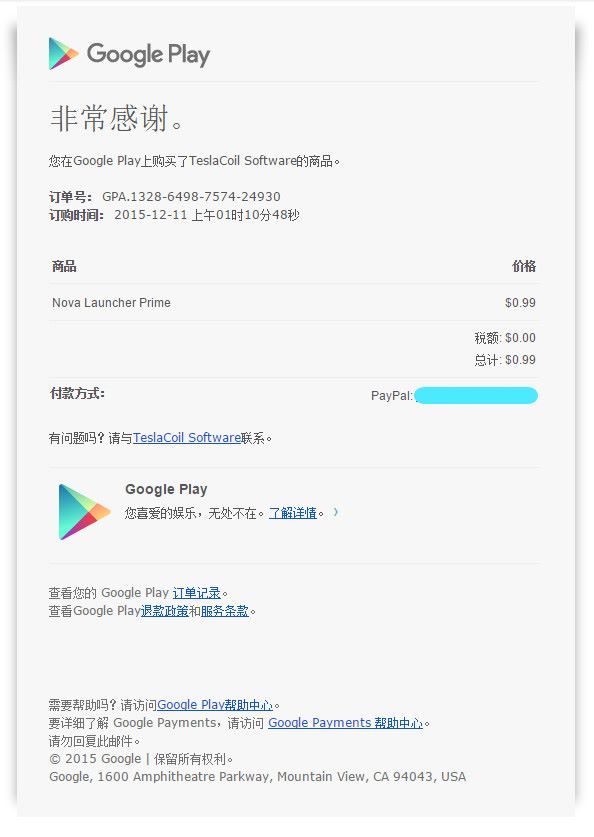 Google Play
非常感谢。
您在Google Play上购买了TeslaCoil Software的商品。
订单号： GPA.1328-6498-7574-24930
订购时间： 2015-12-11 上午01时10分48秒
商品 价格
Nova Launcher Prime $0.99
税额: $0.00
总计: $0.99
付款方式： PayPal:
有问题吗？请与TeslaCoil Software联系。
Google Play
您喜爱的娱乐，无处不在。了解详情。 ›
查看您的 Google Play 订单记录。
查看Google Play退款政策和服务条款。
需要帮助吗？请访问Google Play帮助中心。
要详细了解 Google Payments，请访问 Google Payments 帮助中心。
请勿回复此邮件。
© 2015 Google | 保留所有权利。
Google, 1600 Amphitheatre Parkway, Mountain View, CA 94043, USA